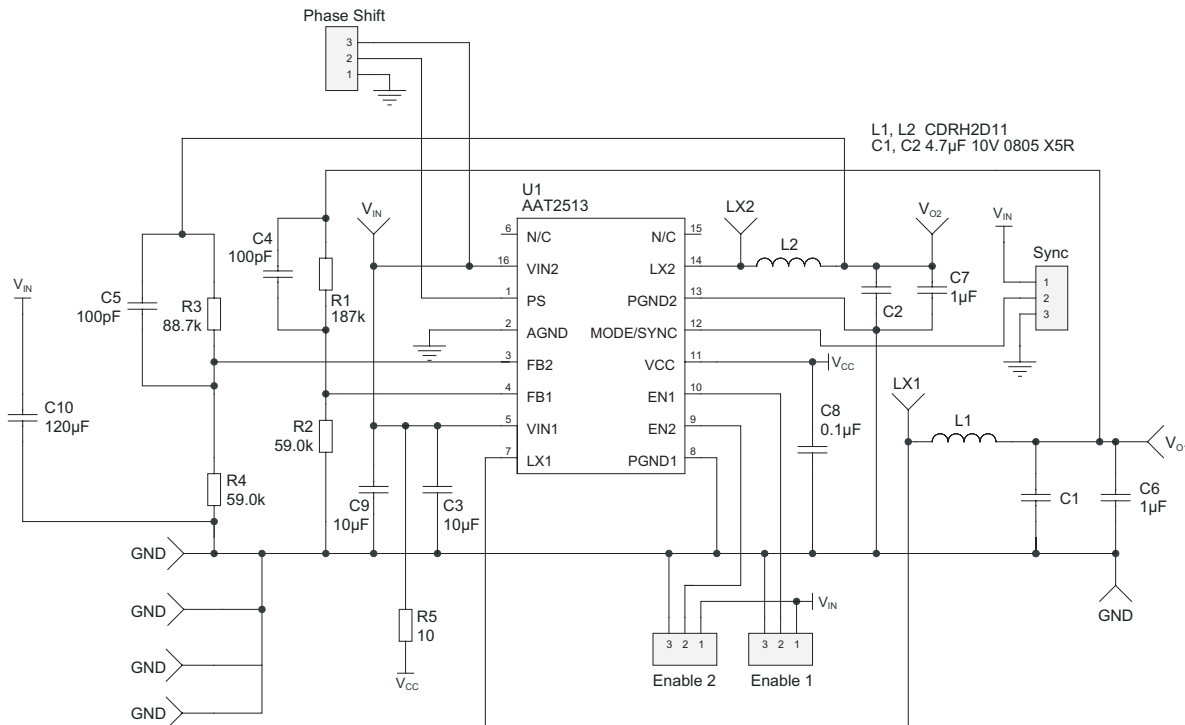 Phase Shift
3
2
1
L1, L2 CDRH2D11
C1, C2 4.7µF 10V 0805 X5R
U1
AAT2513
VIN
C4
100pF
R1
187k
C5
100pF
R3
88.7k
VIN
C10
120µF
R4
59.0k
R2
59.0k
C9
10µF
C3
10µF
R5
10
VCC
6 N/C
16 VIN2
1 PS
2 AGND
3 FB2
4 FB1
5 VIN1
7 LX1
N/C 15
LX2 14
PGND2 13
MODE/SYNC 12
VCC 11
EN1 10
EN2 9
PGND1 8
LX2
L2
VO2
C7
1µF
C2
VIN
Sync
1
2
3
VCC
C8
0.1µF
LX1
L1
VO
C1
C6
1µF
GND
GND
GND
GND
GND
VIN
3 2 1
3 2 1
Enable 2
Enable 1